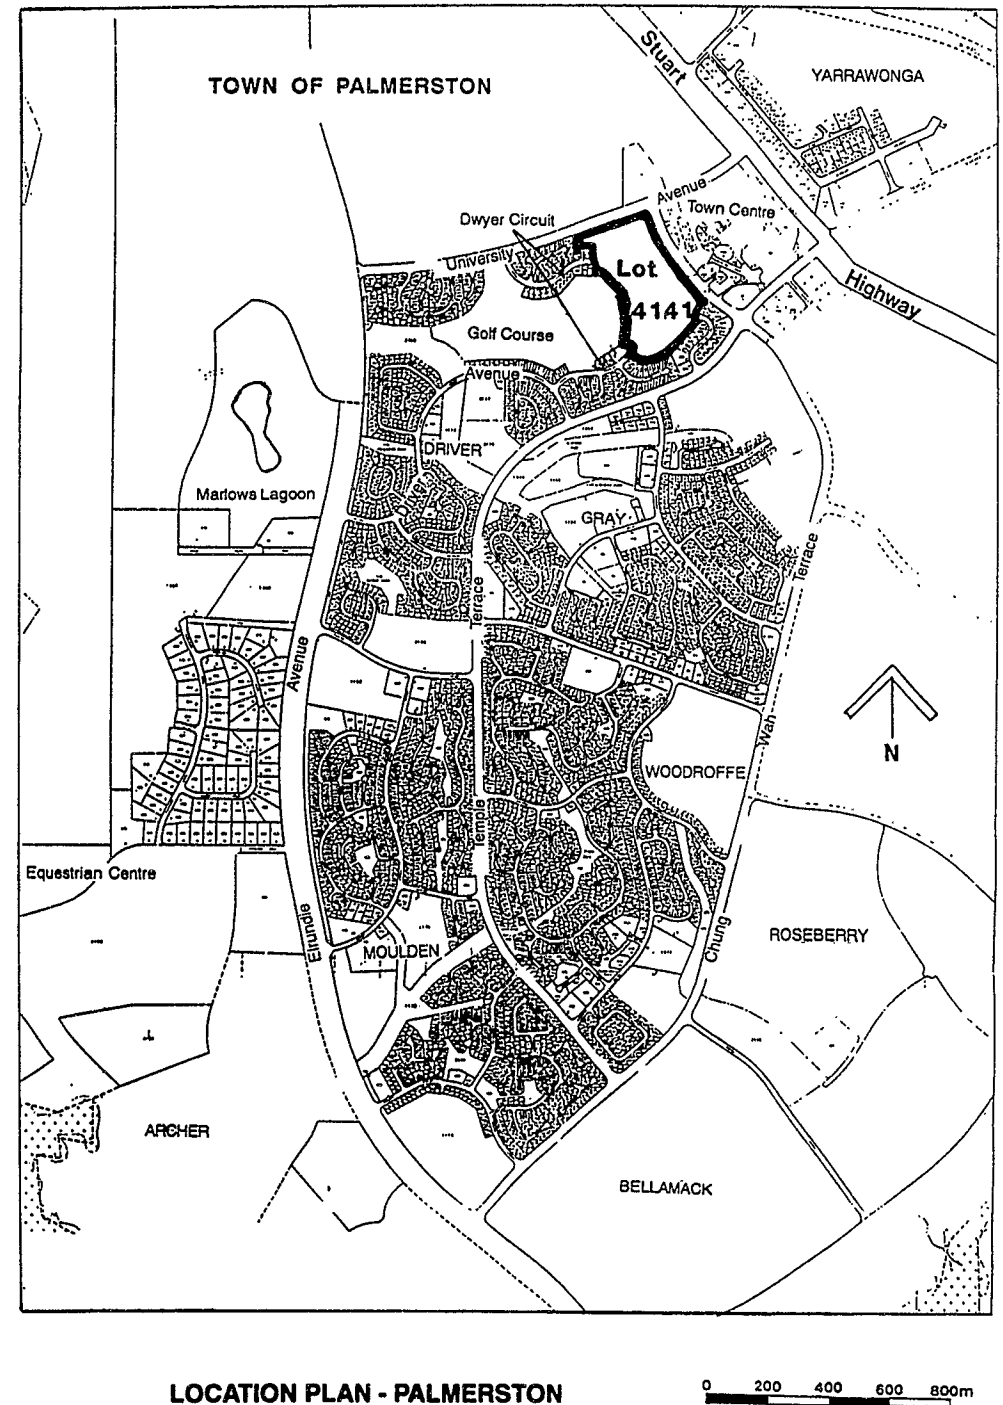 TOWN OF PALMERSTON
Stuart
YARRAWONGA
Avenue
Town Centre
Dwyer Circuit
University
Lot
4141
Highway
Golf Course
Avenue
DRIVER
Driver
Marlows Lagoon
GRAY
Terrace
Terrace
Avenue
Wah
N
WOODROFFE
Temple
Equestrian Centre
Elrundie
Chung
ROSEBERRY
MOULDEN
ARCHER
BELLAMACK
LOCATION PLAN - PALMERSTON
0 200 400 600 800m